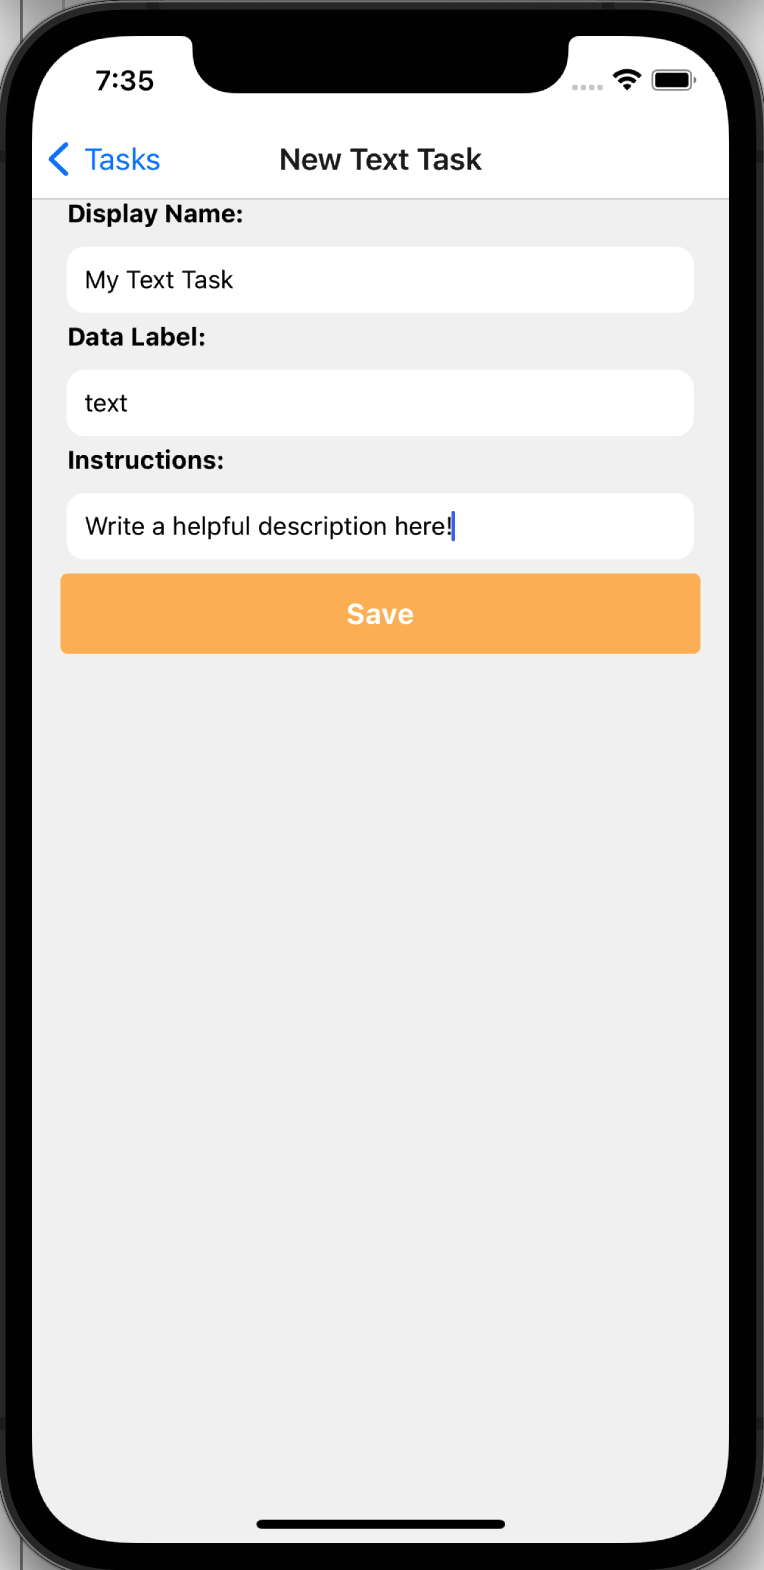 7:35
Tasks New Text Task
Display Name:
My Text Task
Data Label:
text
Instructions:
Write a helpful description here!
Save